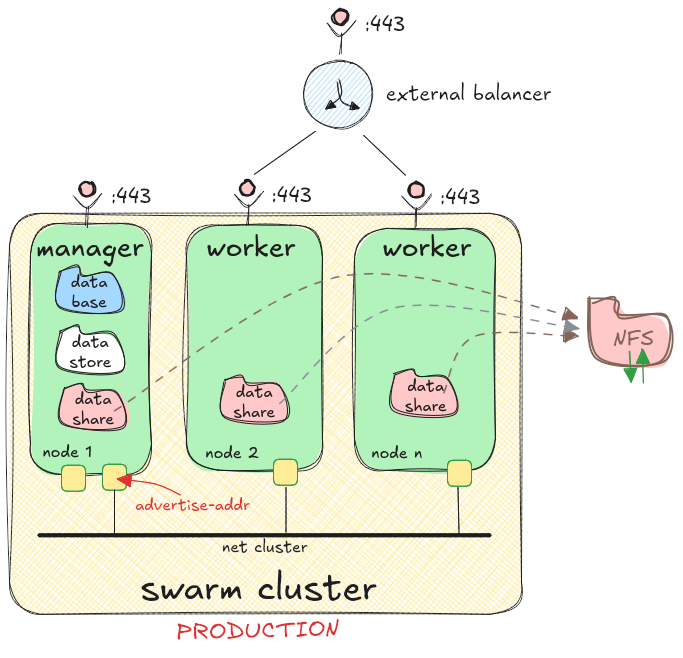 :443
external balancer
:443
:443
:443
manager
worker
worker
data
base
data
store
data
share
data
share
data
share
NFS
node 1
node 2
node n
advertise-addr
net cluster
swarm cluster
PRODUCTION